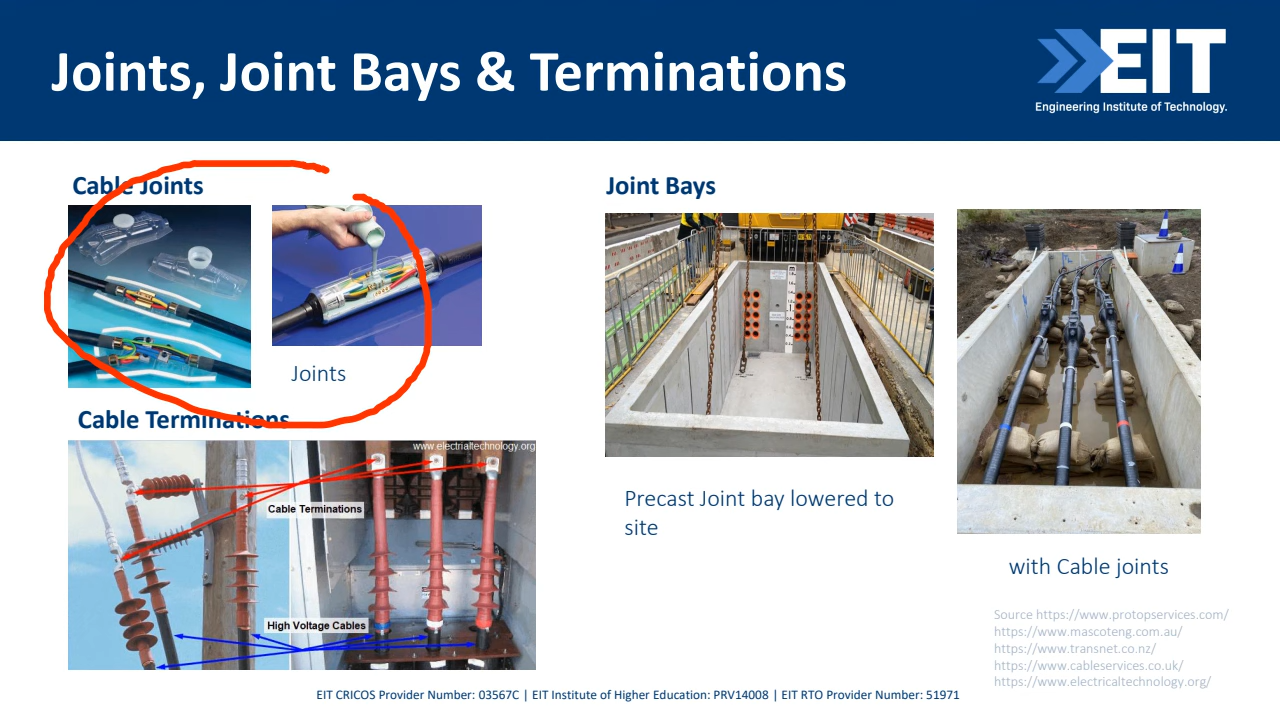 Joints, Joint Bays & Terminations
EIT
Engineering Institute of Technology.
Cable Joints
Joints
Cable Terminations
www.electrialtechnology.org
Cable Terminations
High Voltage Cables
Joint Bays
Precast Joint bay lowered to
site
with Cable joints
Source https://www.protopservices.com/
https://www.mascoteng.com.au/
https://www.transnet.co.nz/
https://www.cableservices.co.uk/
https://www.electricaltechnology.org/
EIT CRICOS Provider Number: 03567C | EIT Institute of Higher Education: PRV14008 | EIT RTO Provider Number: 51971